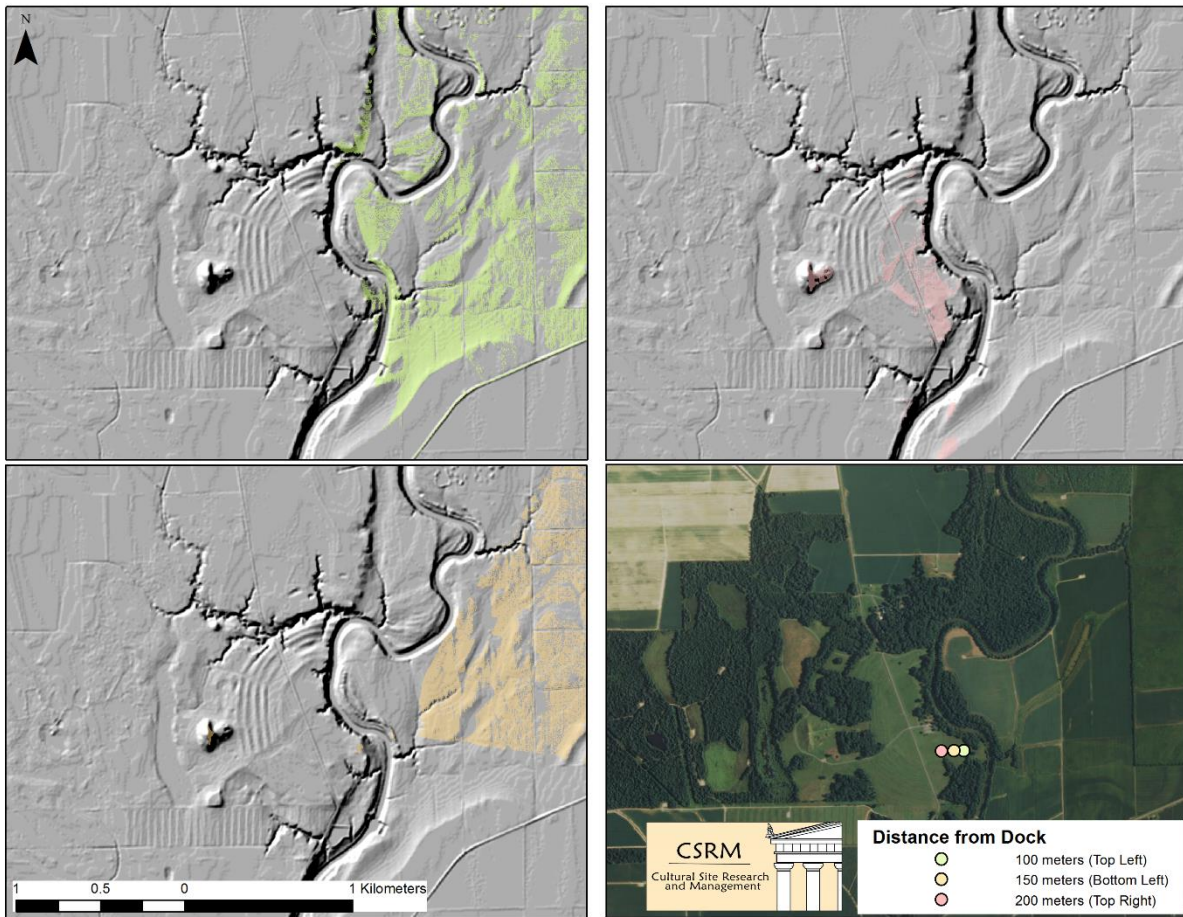 N
1 0.5 0 1 Kilometers
CSRM
Cultural Site Research
and Management
Distance from Dock
100 meters (Top Left)
150 meters (Bottom Left)
200 meters (Top Right)